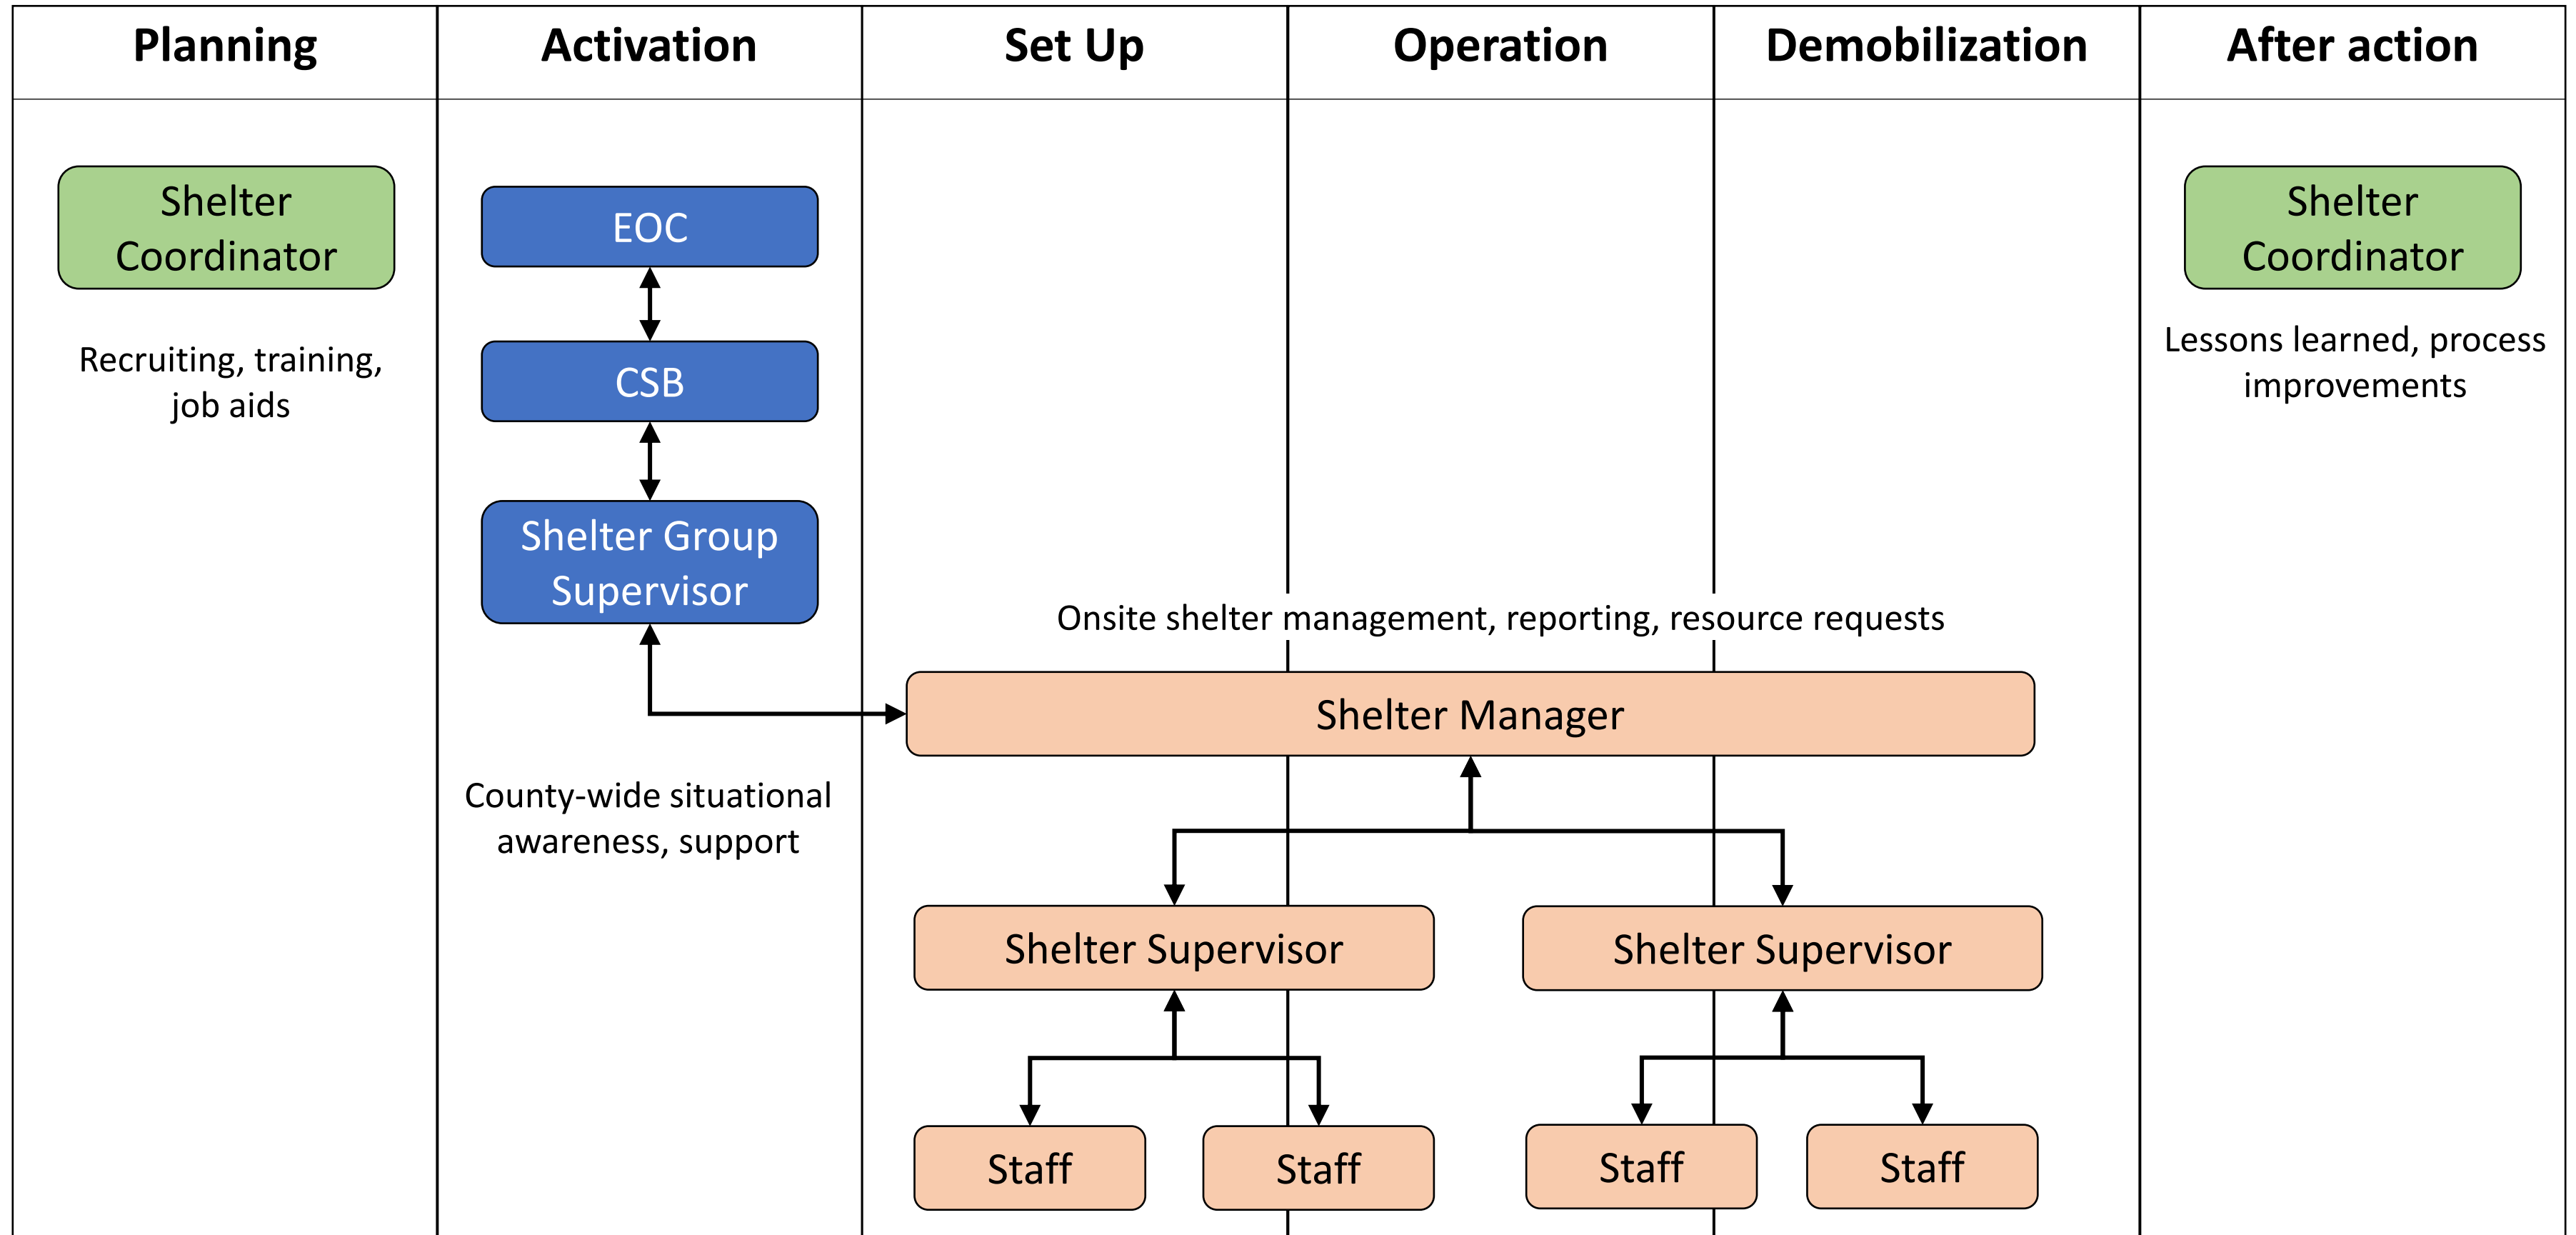 Planning
Activation
Set Up
Operation
Demobilization
After action
Shelter
Coordinator
Recruiting, training,
job aids
EOC
CSB
Shelter Group
Supervisor
County-wide situational
awareness, support
Onsite shelter management, reporting, resource requests
Shelter Manager
Shelter Supervisor
Shelter Supervisor
Staff
Staff
Staff
Staff
Shelter
Coordinator
Lessons learned, process
improvements